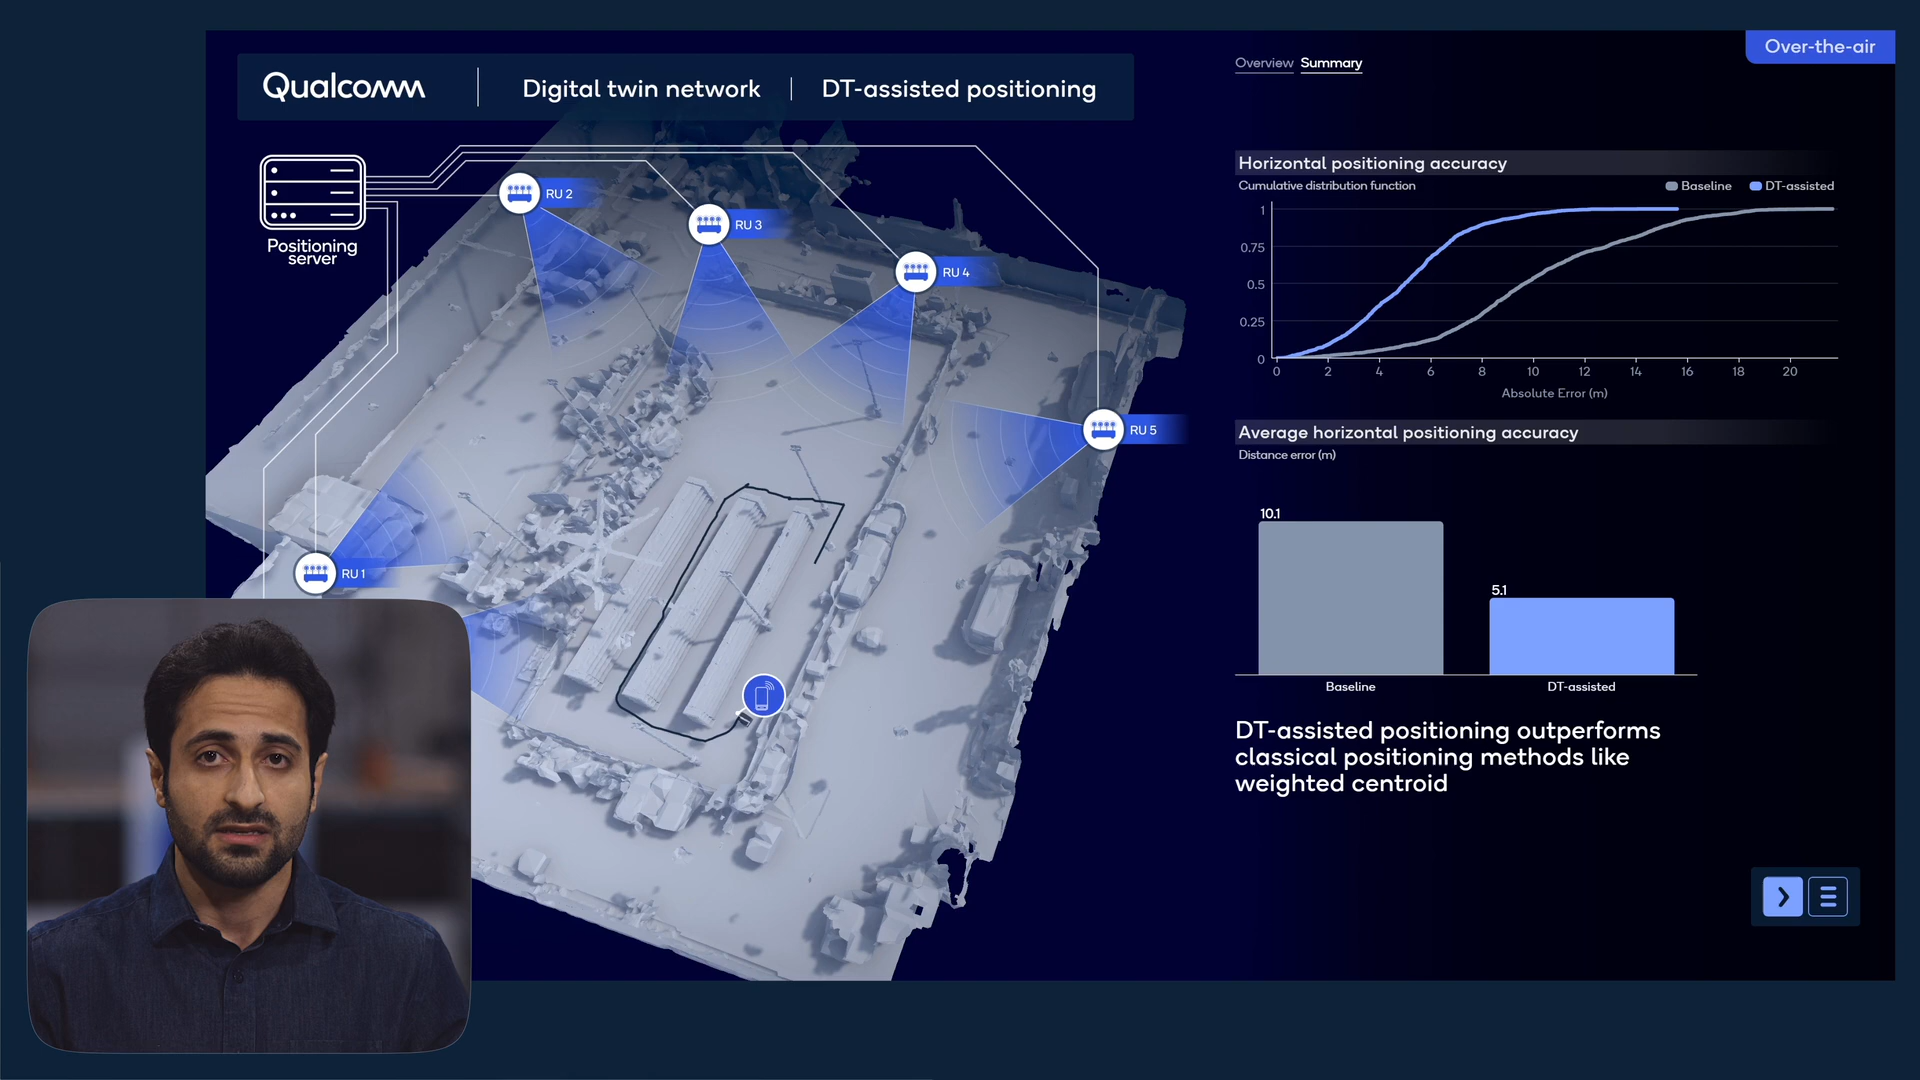 Over-the-air
Qualcomm
Digital twin network
DT-assisted positioning
Overview Summary
Positioning
server
RU 2
RU 3
RU 4
RU 5
RU 1
Horizontal positioning accuracy
Cumulative distribution function
Baseline
DT-assisted
1
0.75
0.5
0.25
0
0 2 4 6 8 10 12 14 16 18 20
Absolute Error (m)
Average horizontal positioning accuracy
Distance error (m)
10.1
5.1
Baseline
DT-assisted
DT-assisted positioning outperforms
classical positioning methods like
weighted centroid